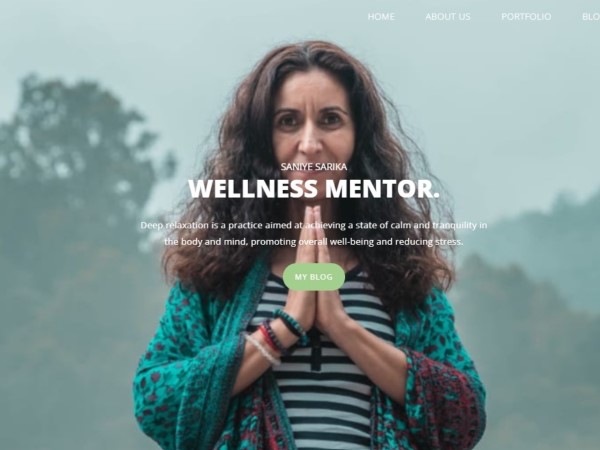 HOME ABOUT US PORTFOLIO BLO
SANIYE SARIKA
WELLNESS MENTOR.
Deep relaxation is a practice aimed at achieving a state of calm and tranquility in
the body and mind, promoting overall well-being and reducing stress.
MY BLOG